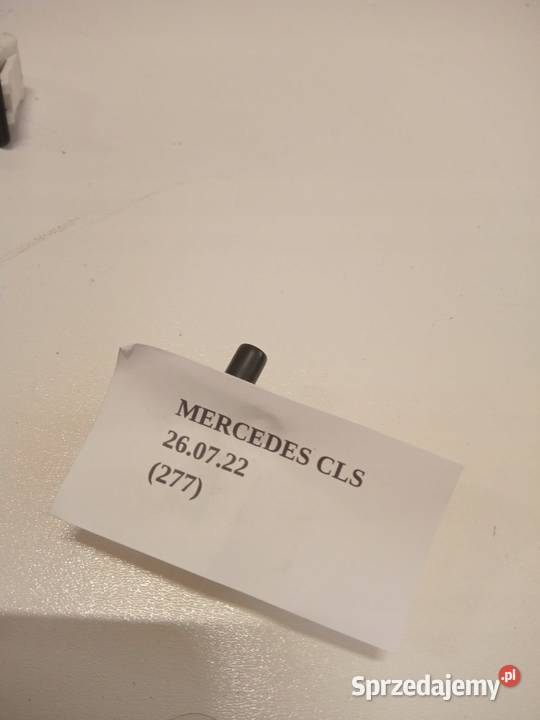 MERCEDES CLS
26.07.22
(277)
Sprzedajemy.pl